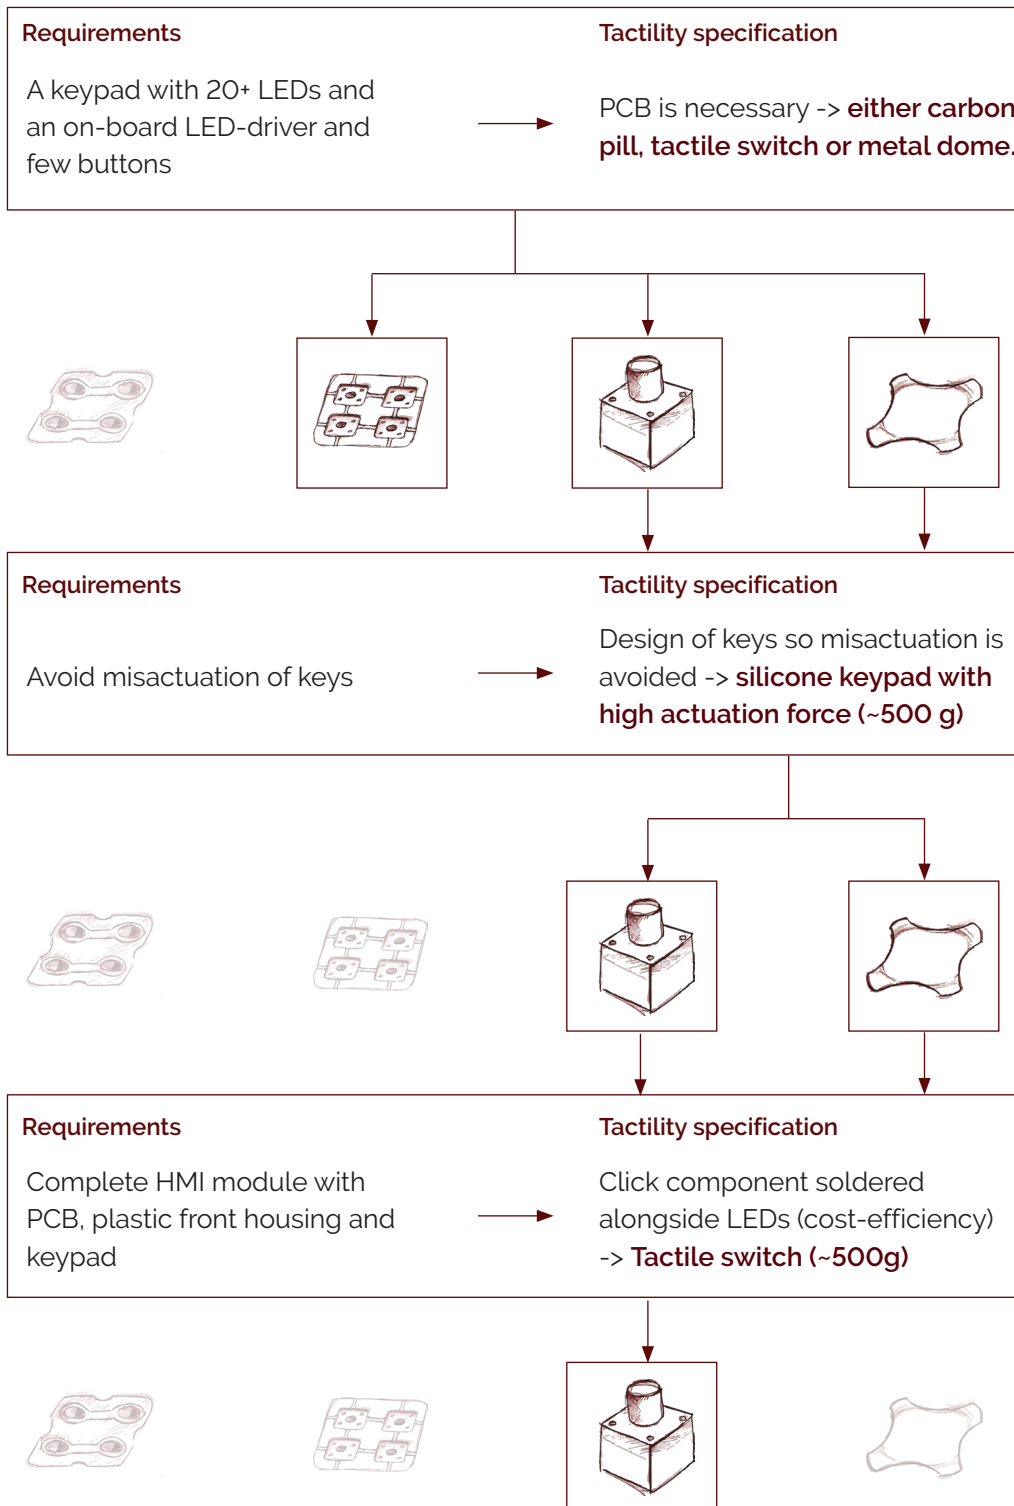 Requirements
A keypad with 20+ LEDs and
an on-board LED-driver and
few buttons
Tactility specification
PCB is necessary -> either carbon
pill, tactile switch or metal dome.
Requirements
Avoid misactuation of keys
Tactility specification
Design of keys so misactuation is
avoided -> silicone keypad with
high actuation force (~500 g)
Requirements
Complete HMI module with
PCB, plastic front housing and
keypad
Tactility specification
Click component soldered
alongside LEDs (cost-efficiency)
-> Tactile switch (~500g)